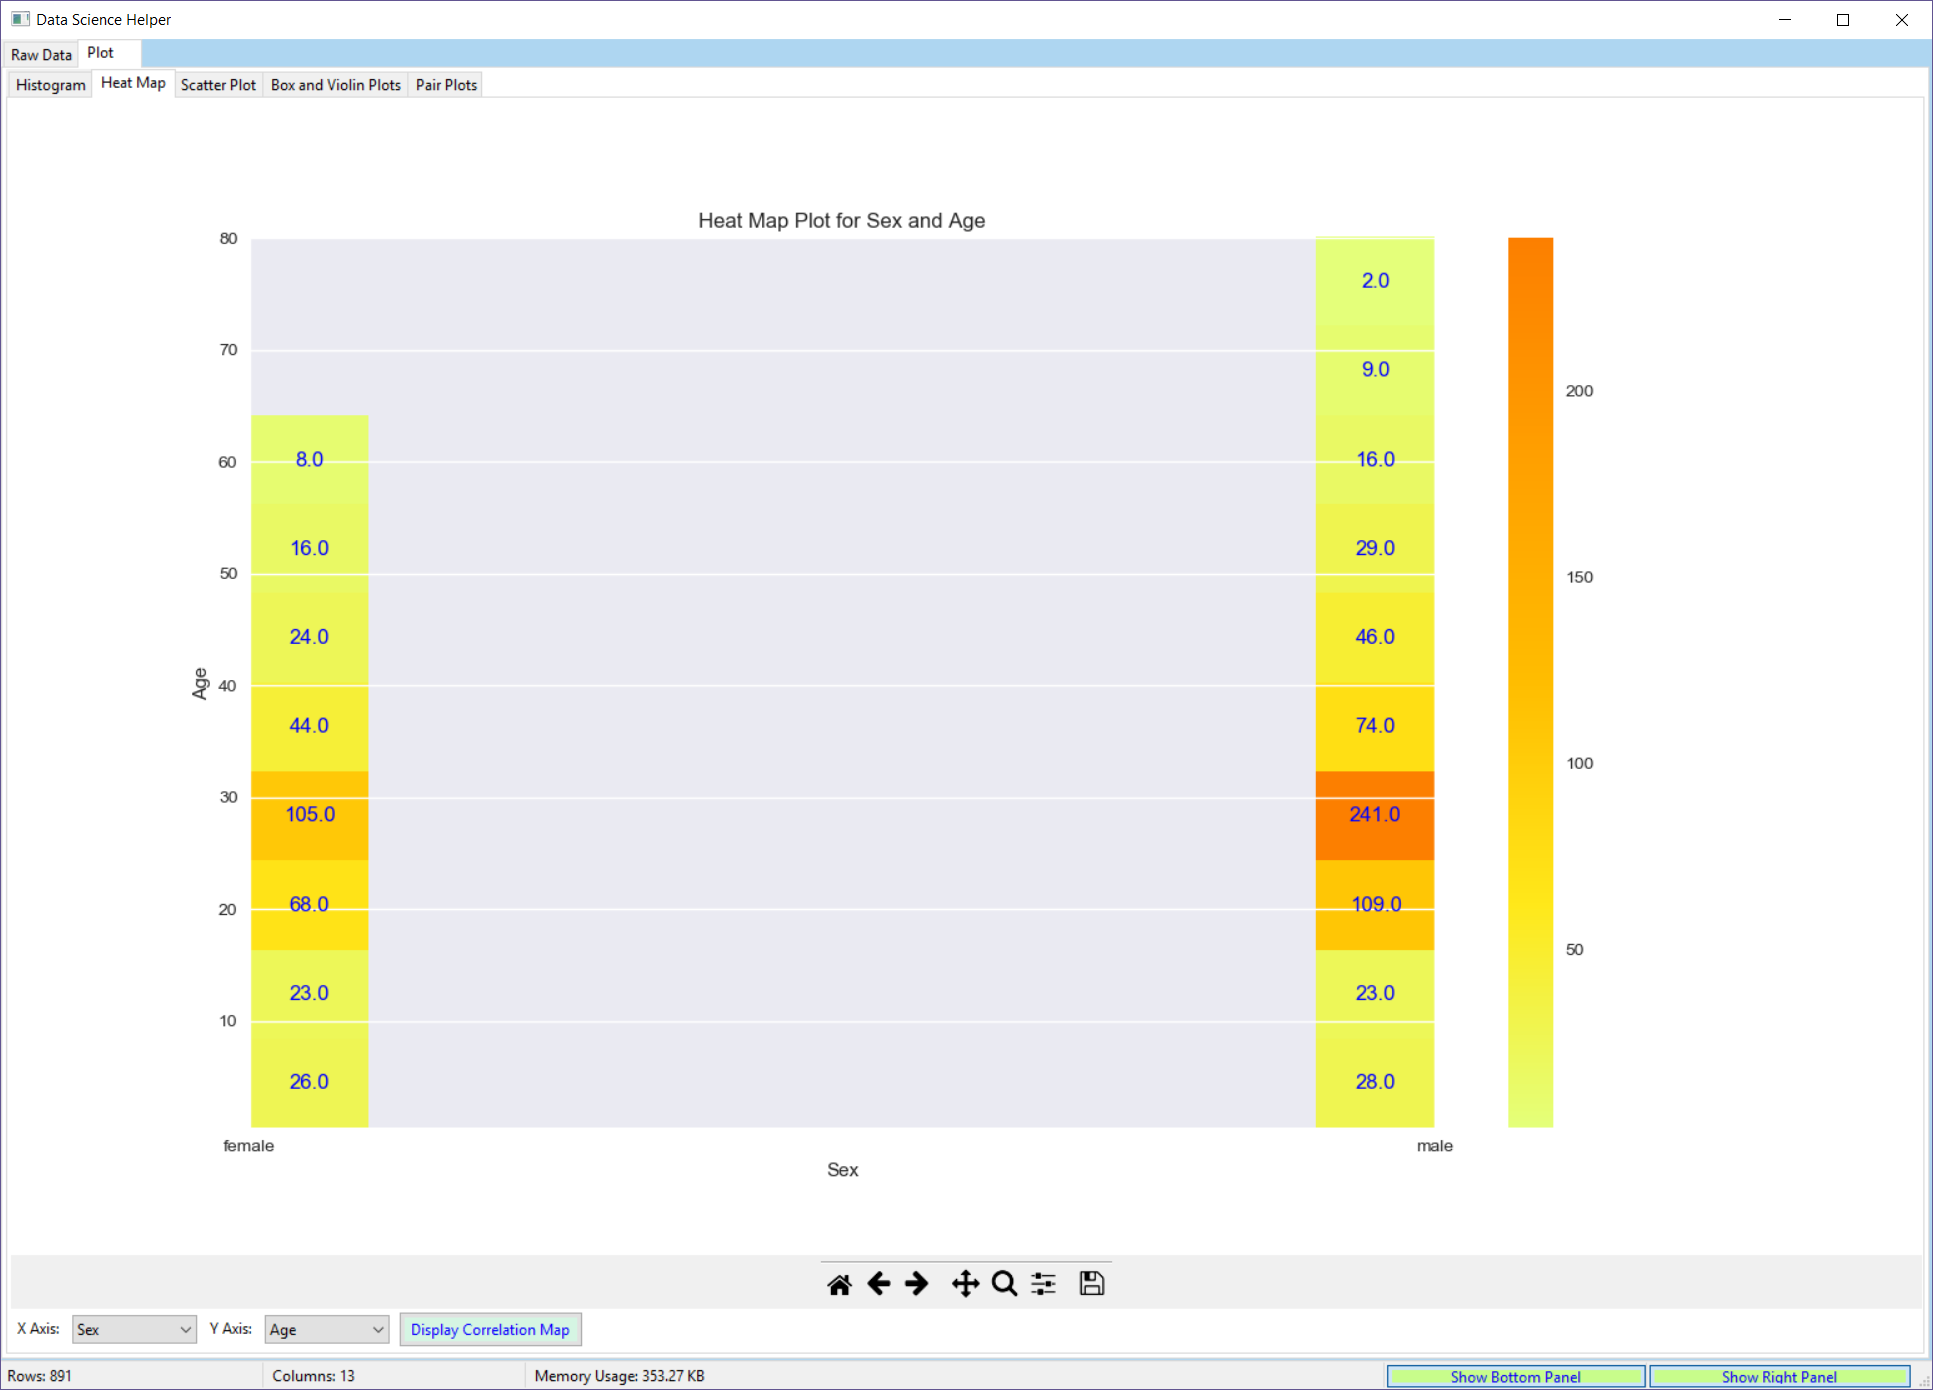 Data Science Helper
Raw Data Plot
Histogram Heat Map Scatter Plot Box and Violin Plots Pair Plots
Heat Map Plot for Sex and Age
80
2.0
70
9.0
200
60 8.0 16.0
16.0 29.0
50 150
24.0 46.0
Age
40
44.0 74.0
100
30
105.0 241.0
20 68.0 109.0
50
23.0 23.0
10
26.0 28.0
female male
Sex
X Axis: Sex Y Axis: Age Display Correlation Map
Rows: 891 Columns: 13 Memory Usage: 353.27 KB Show Bottom Panel Show Right Panel